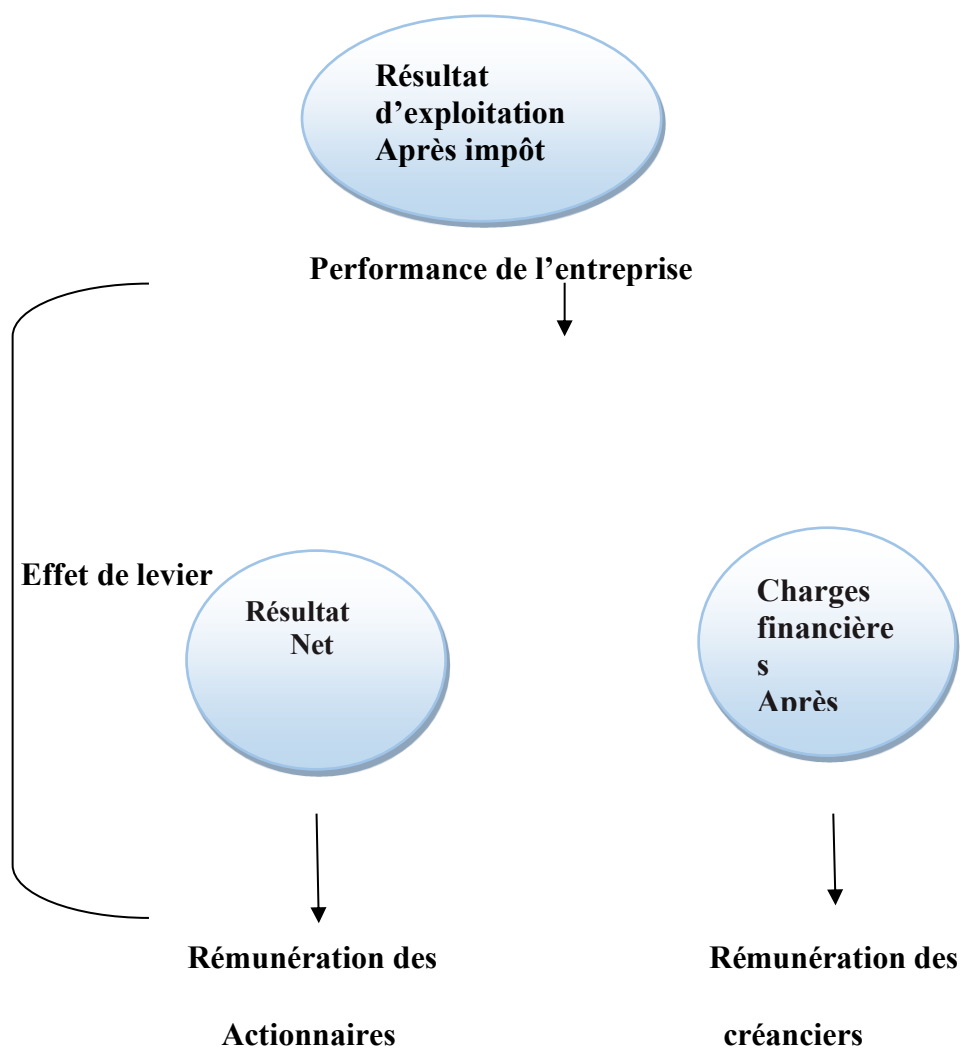 Résultat
d’exploitation
Après impôt
Performance de l’entreprise
Effet de levier
Résultat
Net
Charges
financière
s
Après
Rémunération des
Actionnaires
Rémunération des
créanciers